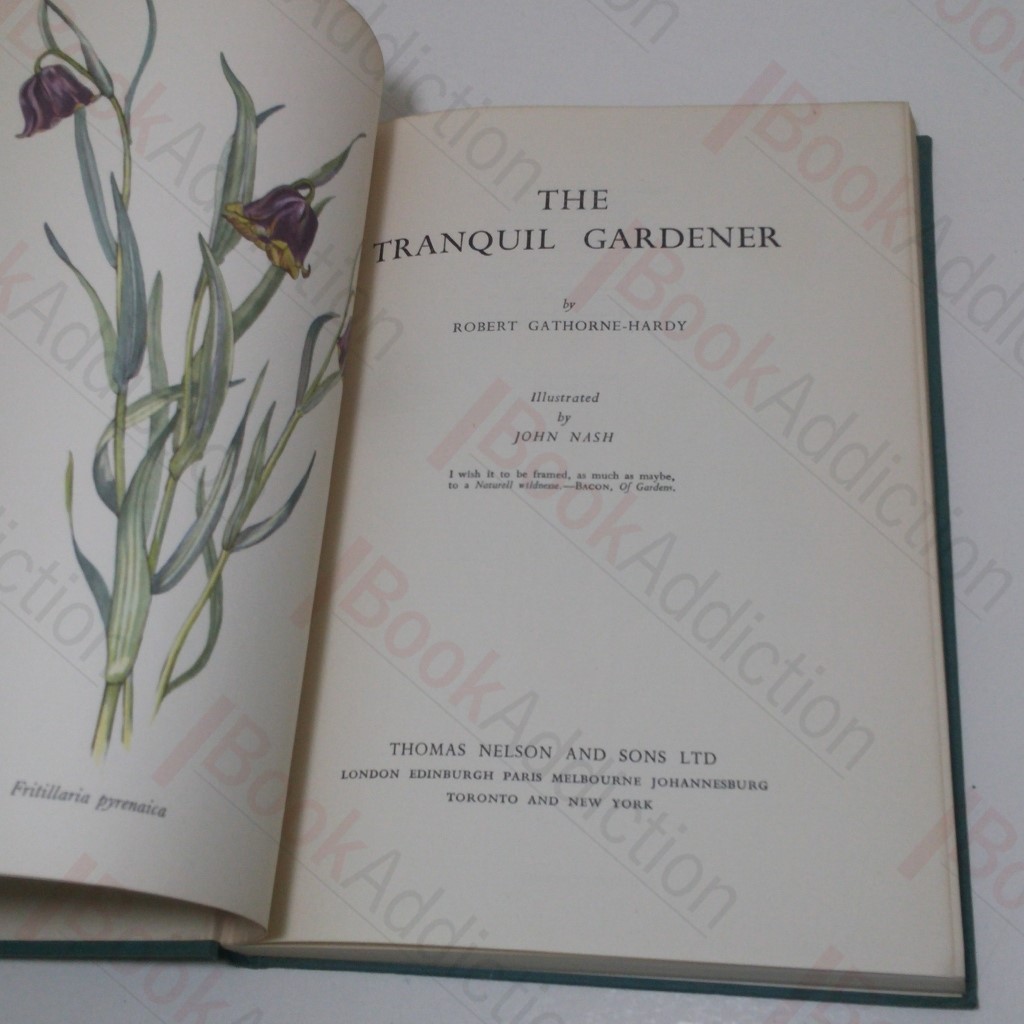 Fritillaria pyrenaica
THE
TRANQUIL GARDENER
by
ROBERT GATHORNE-HARDY
Illustrated
by
JOHN NASH
I wish it to be framed, as much as maybe,
to a Naturell wildnesse.—BACON, Of Gardens.
THOMAS NELSON AND SONS LTD
LONDON EDINBURGH PARIS MELBOURNE JOHANNESBURG
TORONTO AND NEW YORK
BookAddiction